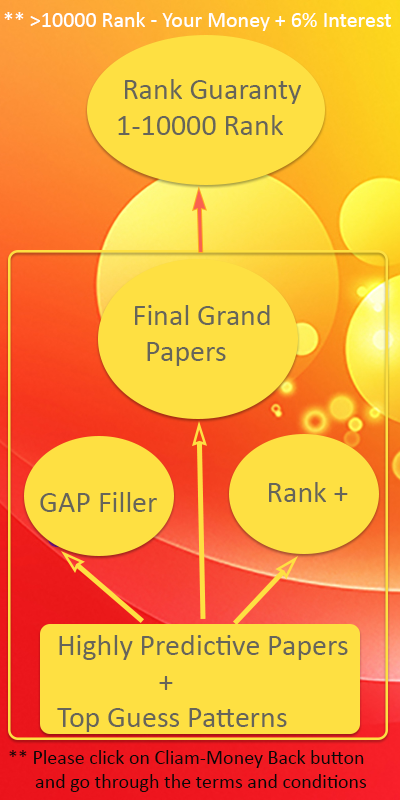 ** >10000 Rank - Your Money + 6% Interest
Rank Guaranty
1-10000 Rank
Final Grand
Papers
GAP Filler
Rank +
Highly Predictive Papers
+
Top Guess Patterns
** Please click on Cliam-Money Back button
and go through the terms and conditions